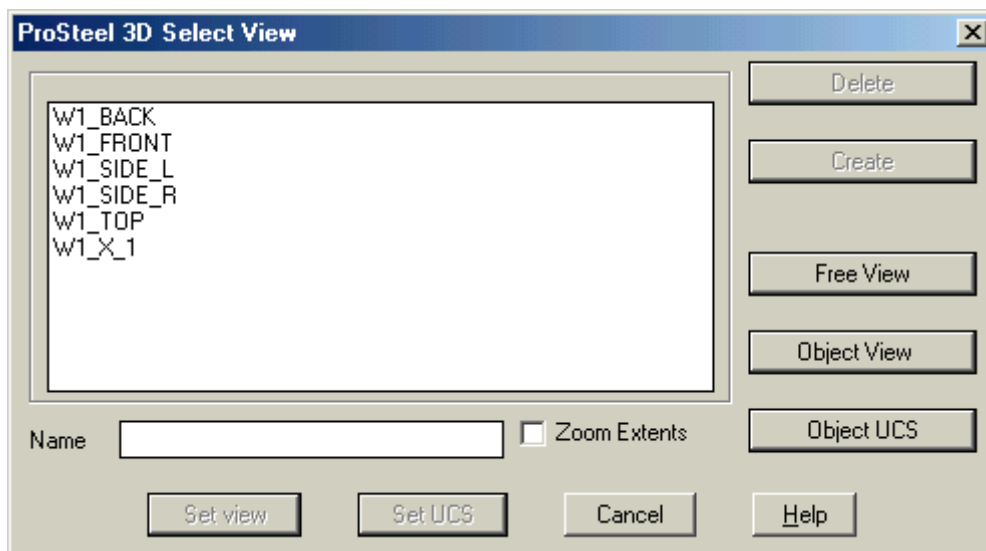 ProSteel 3D Select View
W1_BACK
W1_FRONT
W1_SIDE_L
W1_SIDE_R
W1_TOP
W1_X_1
Delete
Create
Free View
Object View
Object UCS
Name
Zoom Extents
Set view
Set UCS
Cancel
Help